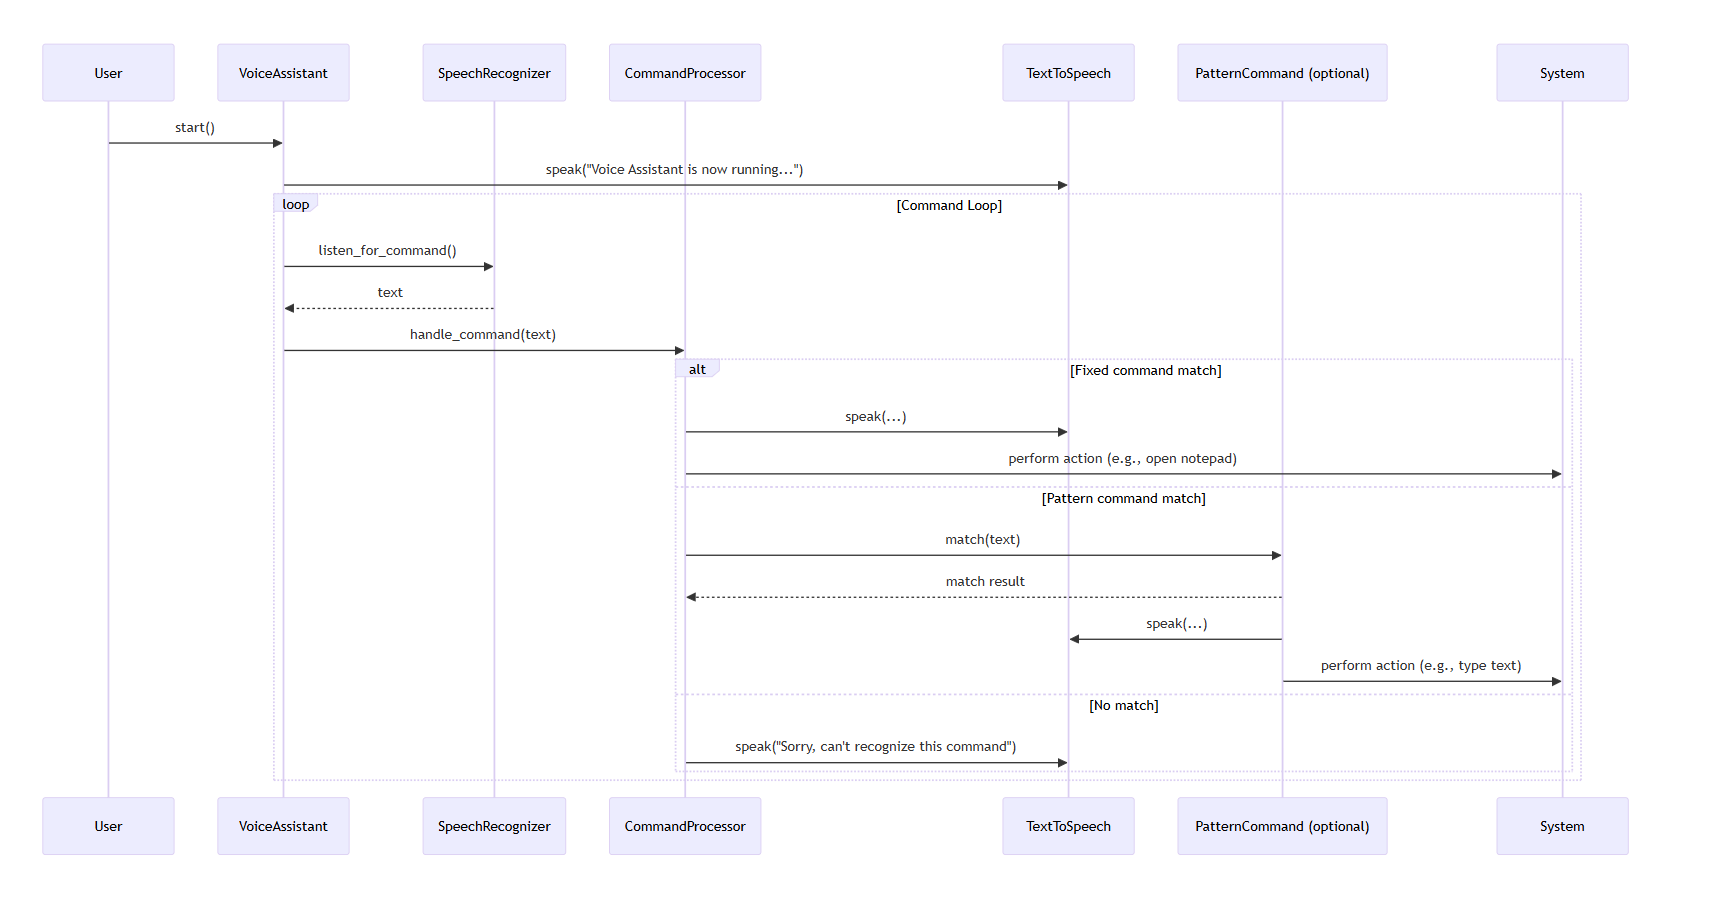 User
VoiceAssistant
SpeechRecognizer
CommandProcessor
TextToSpeech
PatternCommand (optional)
System
start()
speak("Voice Assistant is now running...")
loop
[Command Loop]
listen_for_command()
text
handle_command(text)
alt
[Fixed command match]
speak(...)
perform action (e.g., open notepad)
[Pattern command match]
match(text)
match result
speak(...)
perform action (e.g., type text)
[No match]
speak("Sorry, can't recognize this command")
User
VoiceAssistant
SpeechRecognizer
CommandProcessor
TextToSpeech
PatternCommand (optional)
System